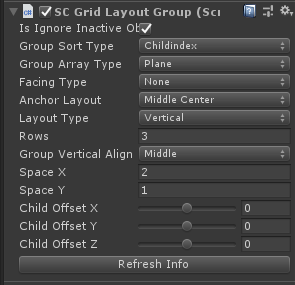 SC Grid Layout Group (Scr
Is Ignore Inactive Ob
Group Sort Type Childindex
Group Array Type Plane
Facing Type None
Anchor Layout Middle Center
Layout Type Vertical
Rows 3
Group Vertical Align Middle
Space X 2
Space Y 1
Child Offset X 0
Child Offset Y 0
Child Offset Z 0
Refresh Info